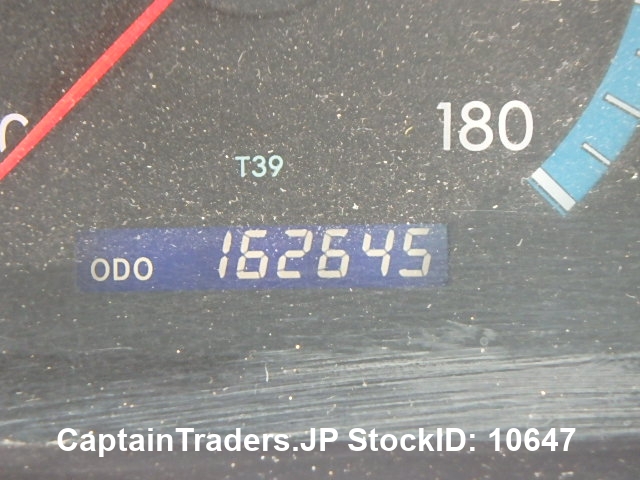 180
T39
ODO 162645
CaptainTraders.JP StockID: 10647